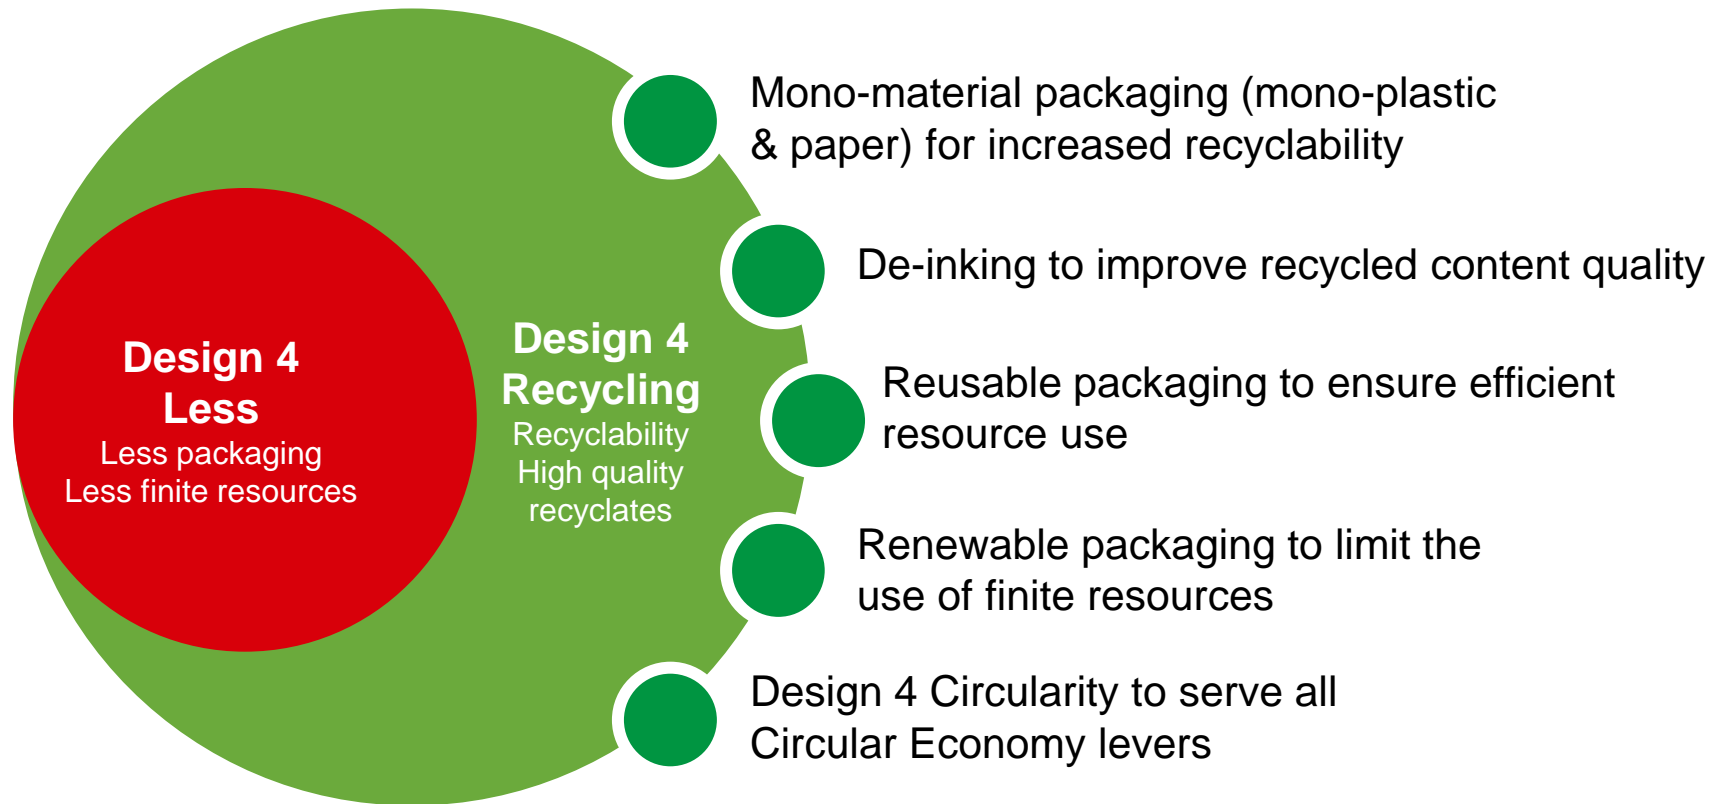 Design 4
Less
Less packaging
Less finite resources
Design 4
Recycling
Recyclability
High quality
recyclates
Mono-material packaging (mono-plastic
& paper) for increased recyclability
De-inking to improve recycled content quality
Reusable packaging to ensure efficient
resource use
Renewable packaging to limit the
use of finite resources
Design 4 Circularity to serve all
Circular Economy levers